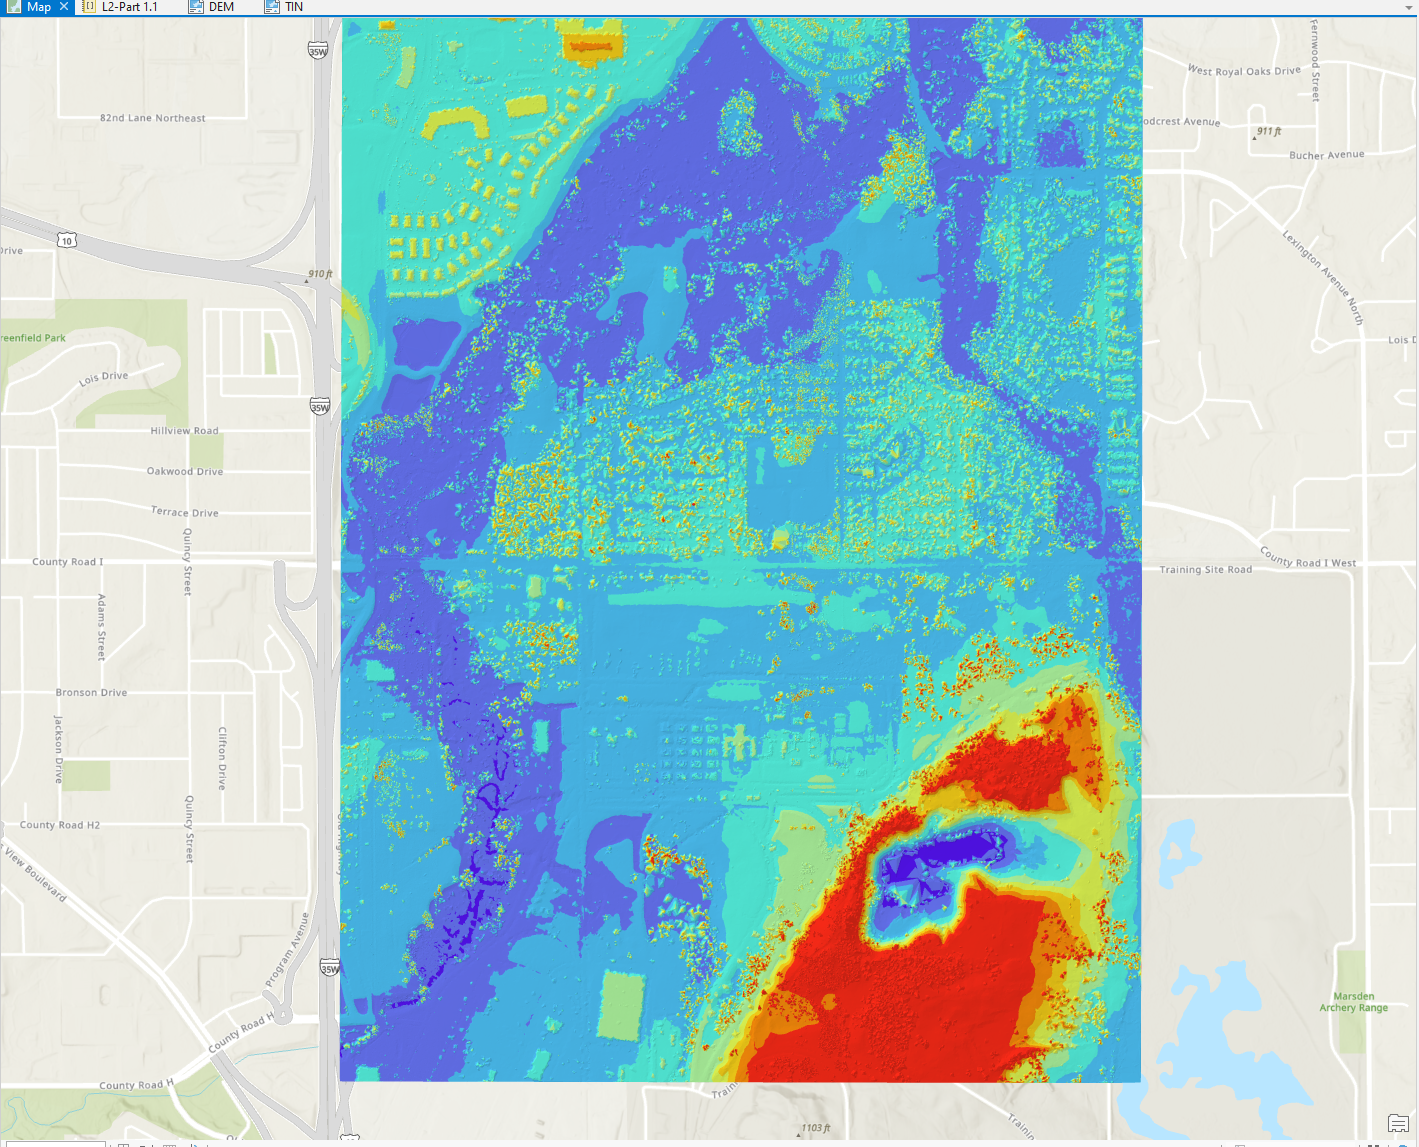 Map
L2-Part 1.1
DEM
TIN
35W
Fernwood Street
West Royal Oaks Drive
82nd Lane Northeast
odcrest Avenue
911 ft
Bucher Avenue
10
Drive
910 ft
Lexington Avenue North
reenfield Park
Lois D
Lois Drive
35W
Hillview Road
Oakwood Drive
Terrace Drive
Quincy Street
County Road I
County Road I West
Training Site Road
Adams Street
Bronson Drive
Jackson Drive
Clifton Drive
Quincy Street
County Road H2
View Boulevard
Program Avenue
35W
Marsden
Archery Range
County Road H
County Road H
Trainin
Trainin
1103 ft